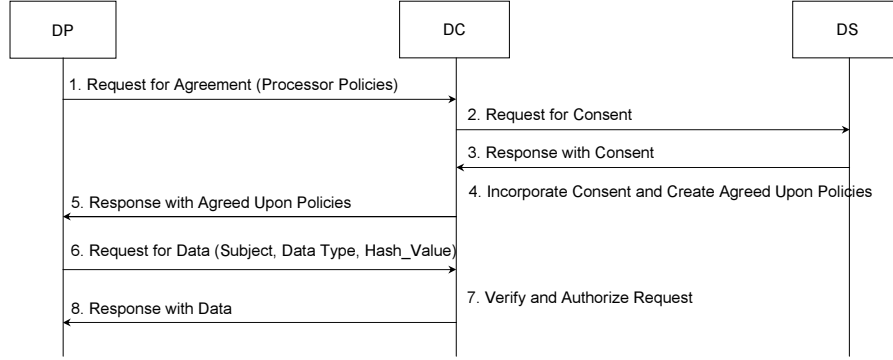 DP
DC
DS
1. Request for Agreement (Processor Policies)
2. Request for Consent
3. Response with Consent
4. Incorporate Consent and Create Agreed Upon Policies
5. Response with Agreed Upon Policies
6. Request for Data (Subject, Data Type, Hash_Value)
7. Verify and Authorize Request
8. Response with Data